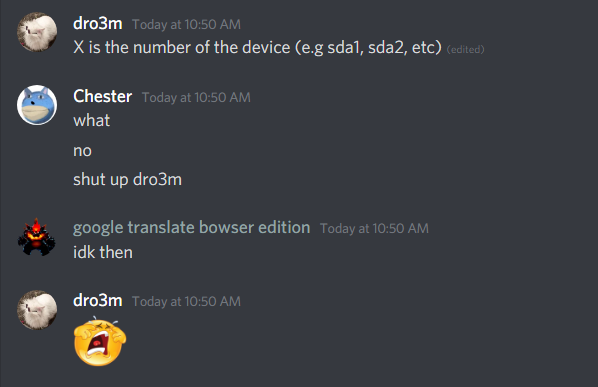 dro3m Today at 10:50 AM
X is the number of the device (e.g sda1, sda2, etc) (edited)
Chester Today at 10:50 AM
what
no
shut up dro3m
google translate bowser edition Today at 10:50 AM
idk then
dro3m Today at 10:50 AM